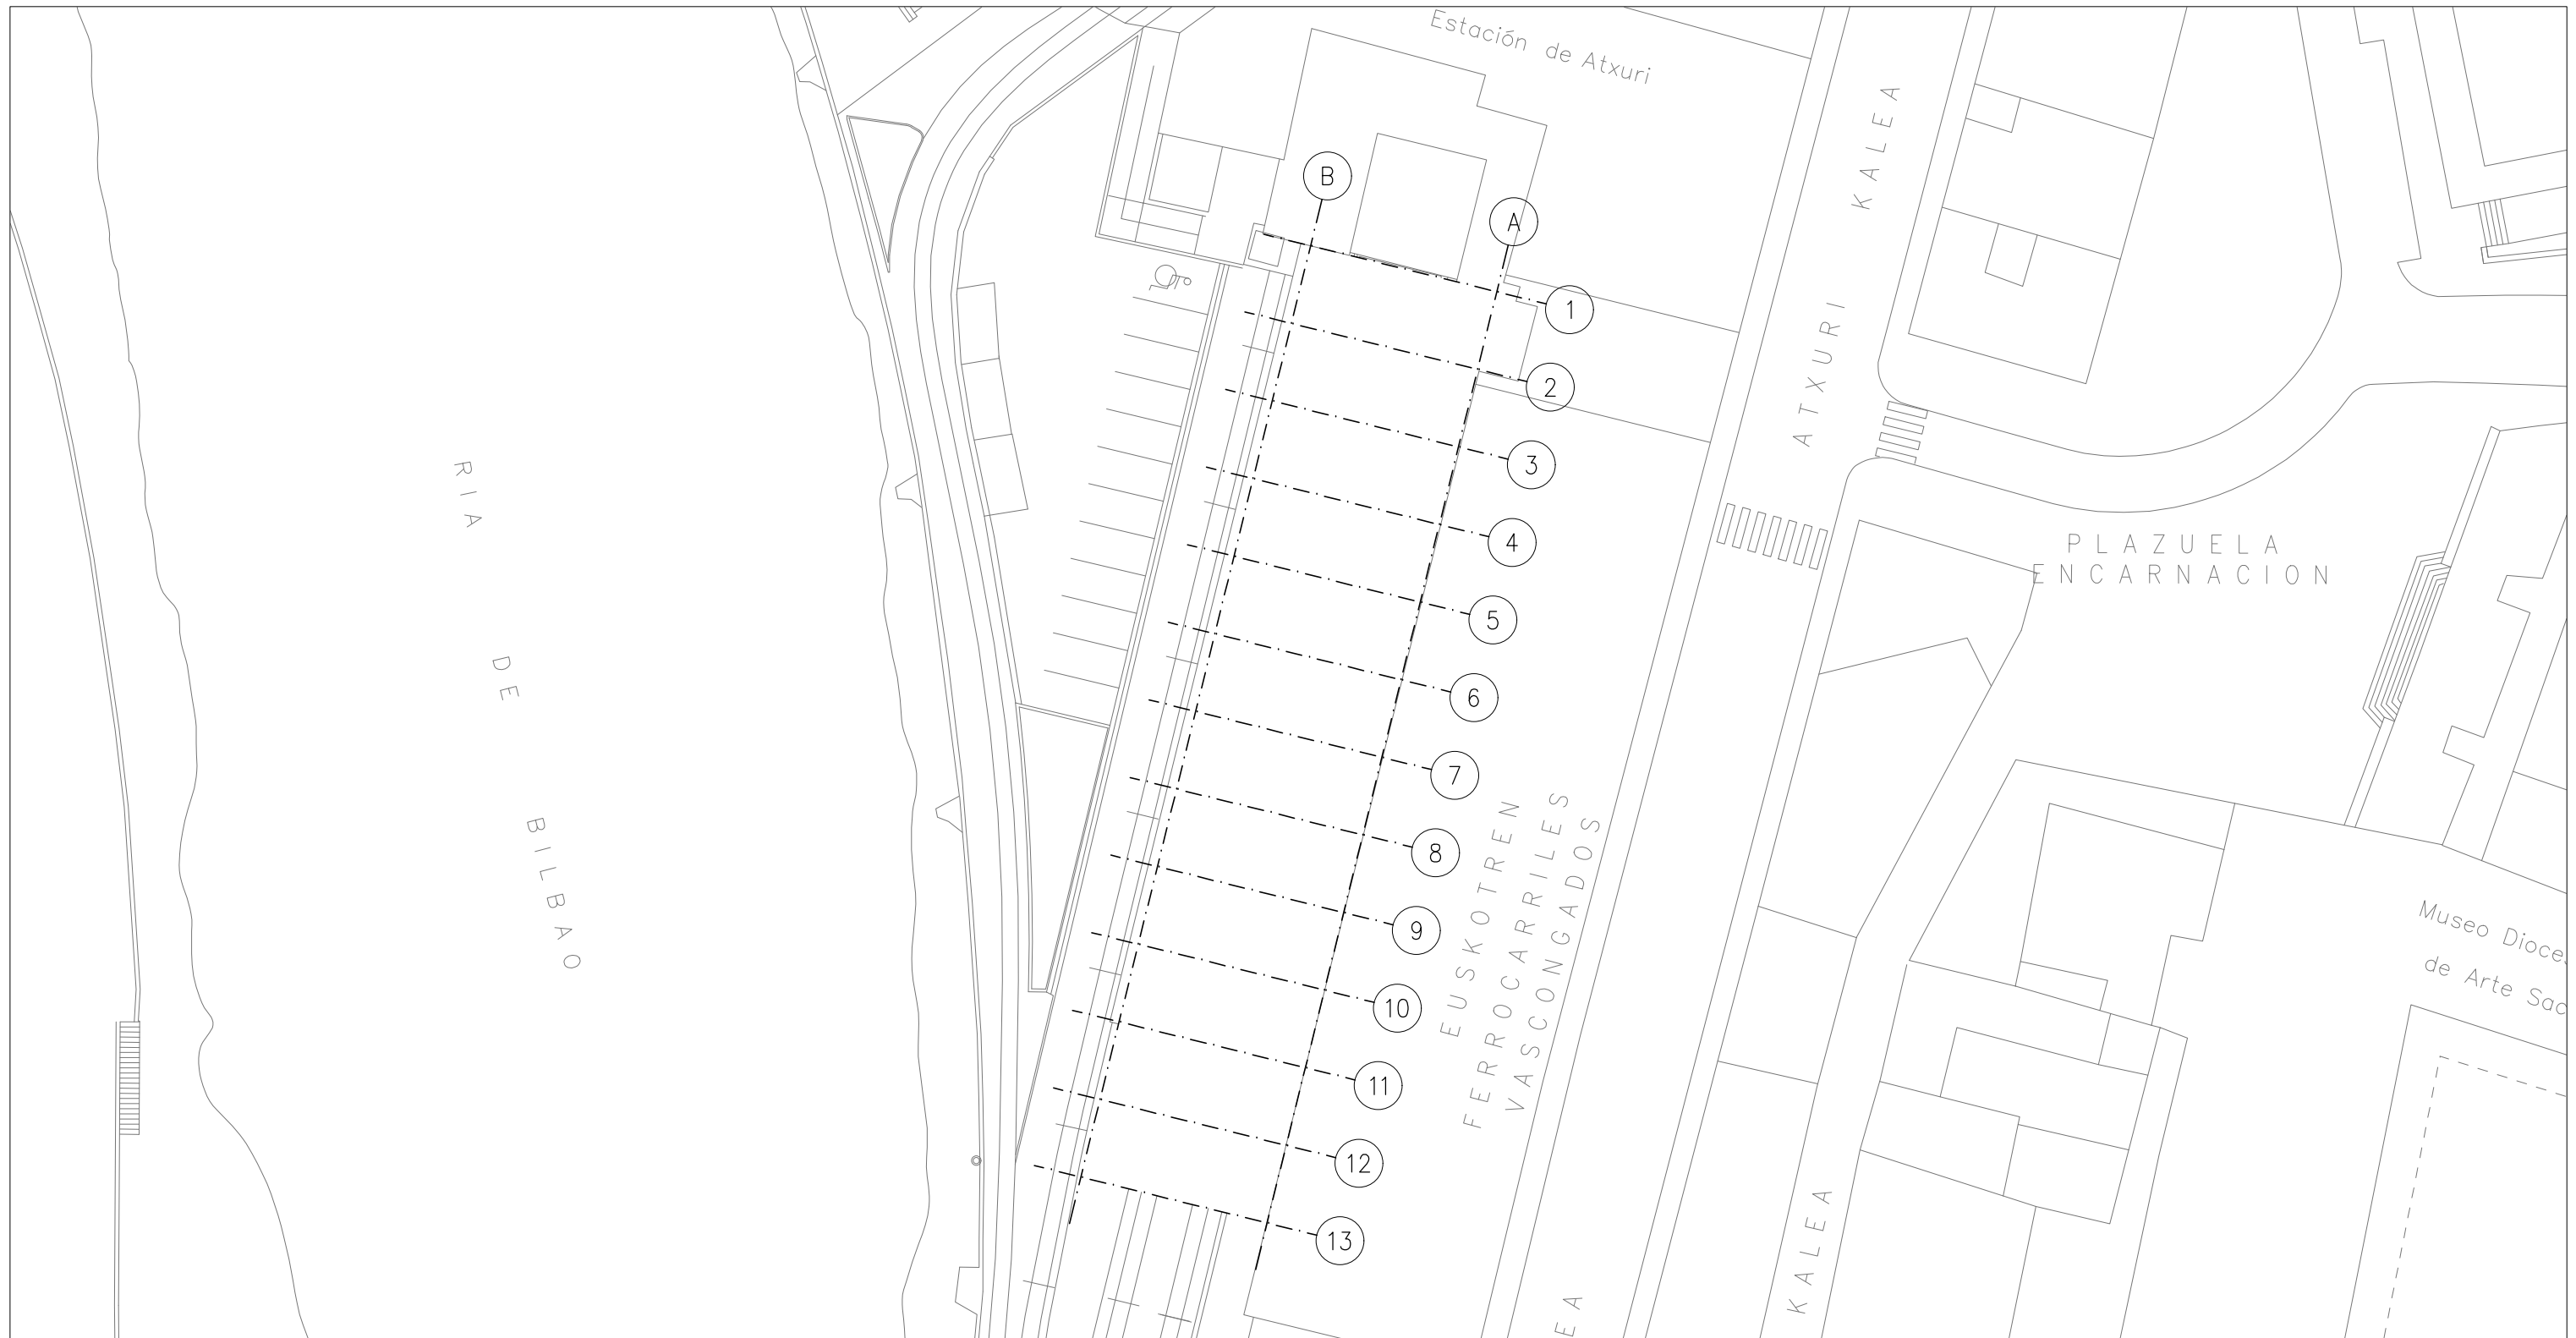 Estación de Atxuri
B
A
1
2
3
4
5
6
7
8
9
10
11
12
13
ATXURI KALEA
RIA DE BILBAO
PLAZUELA
ENCARNACION
EUSKOTREN
FERROCARRILES
VASCONGADOS
Museo Dioce
de Arte Sac
KALEA
EA